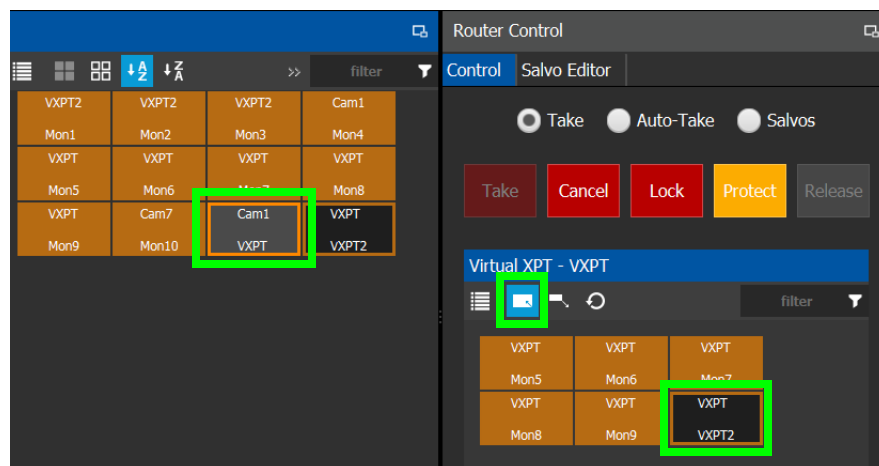 Router Control
>>
filter
Control Salvo Editor
VXPT2 VXPT2 VXPT2 Cam1
Mon1 Mon2 Mon3 Mon4
VXPT VXPT VXPT VXPT
Mon5 Mon6 Mon7 Mon8
VXPT Cam7 Cam1 VXPT
Mon9 Mon10 VXPT VXPT2
Take Auto-Take Salvos
Take Cancel Lock Protect Release
Virtual XPT - VXPT
filter
VXPT VXPT VXPT
Mon5 Mon6 Mon7
VXPT VXPT VXPT
Mon8 Mon9 VXPT2